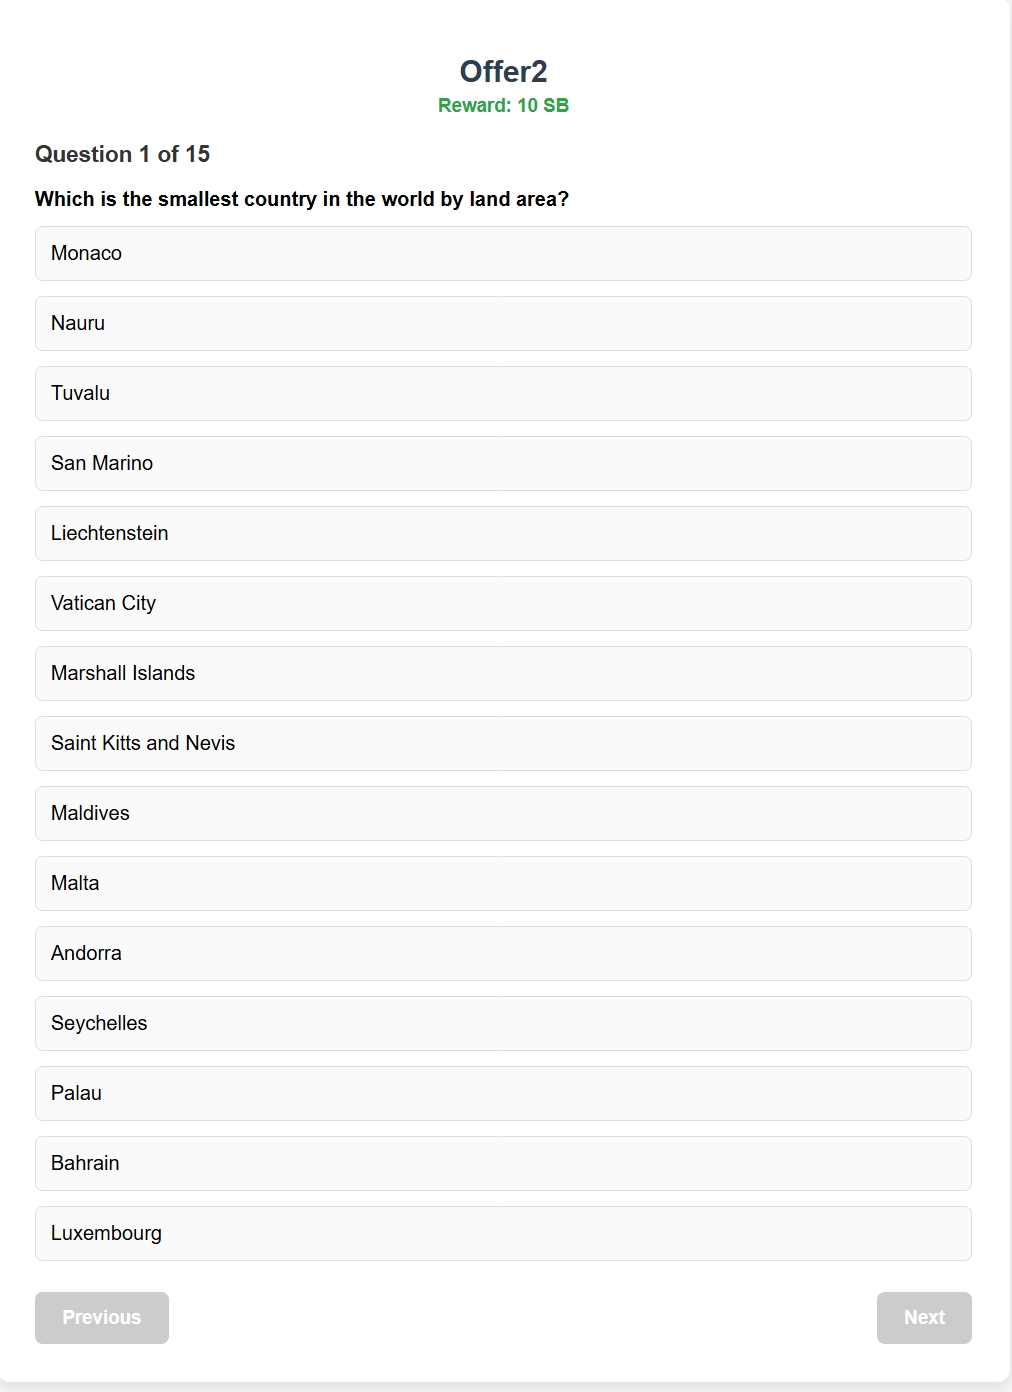 Offer2
Reward: 10 SB
Question 1 of 15
Which is the smallest country in the world by land area?
Monaco
Nauru
Tuvalu
San Marino
Liechtenstein
Vatican City
Marshall Islands
Saint Kitts and Nevis
Maldives
Malta
Andorra
Seychelles
Palau
Bahrain
Luxembourg
Previous
Next